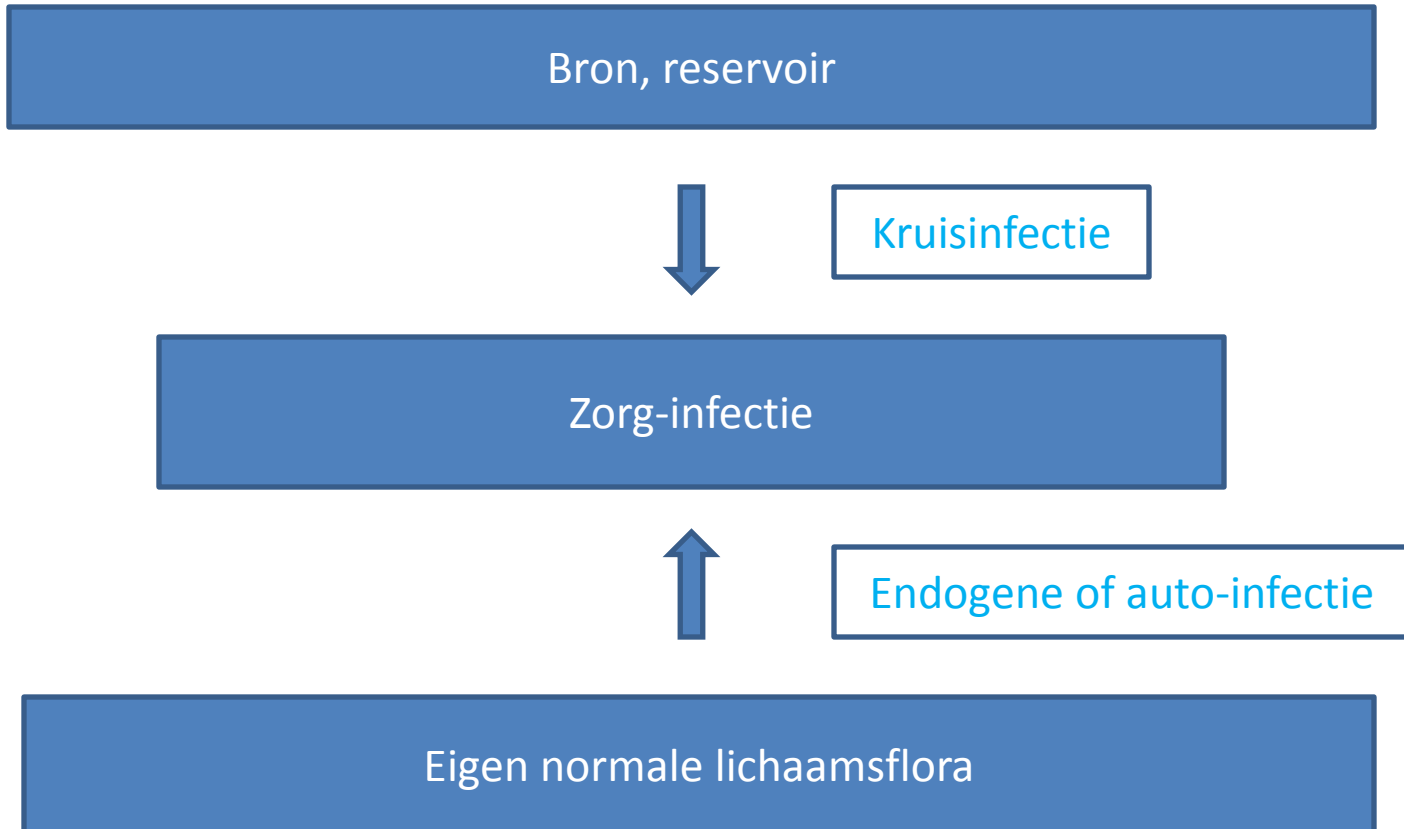 Bron, reservoir
Kruisinfectie
Zorg-infectie
Endogene of auto-infectie
Eigen normale lichaamsflora